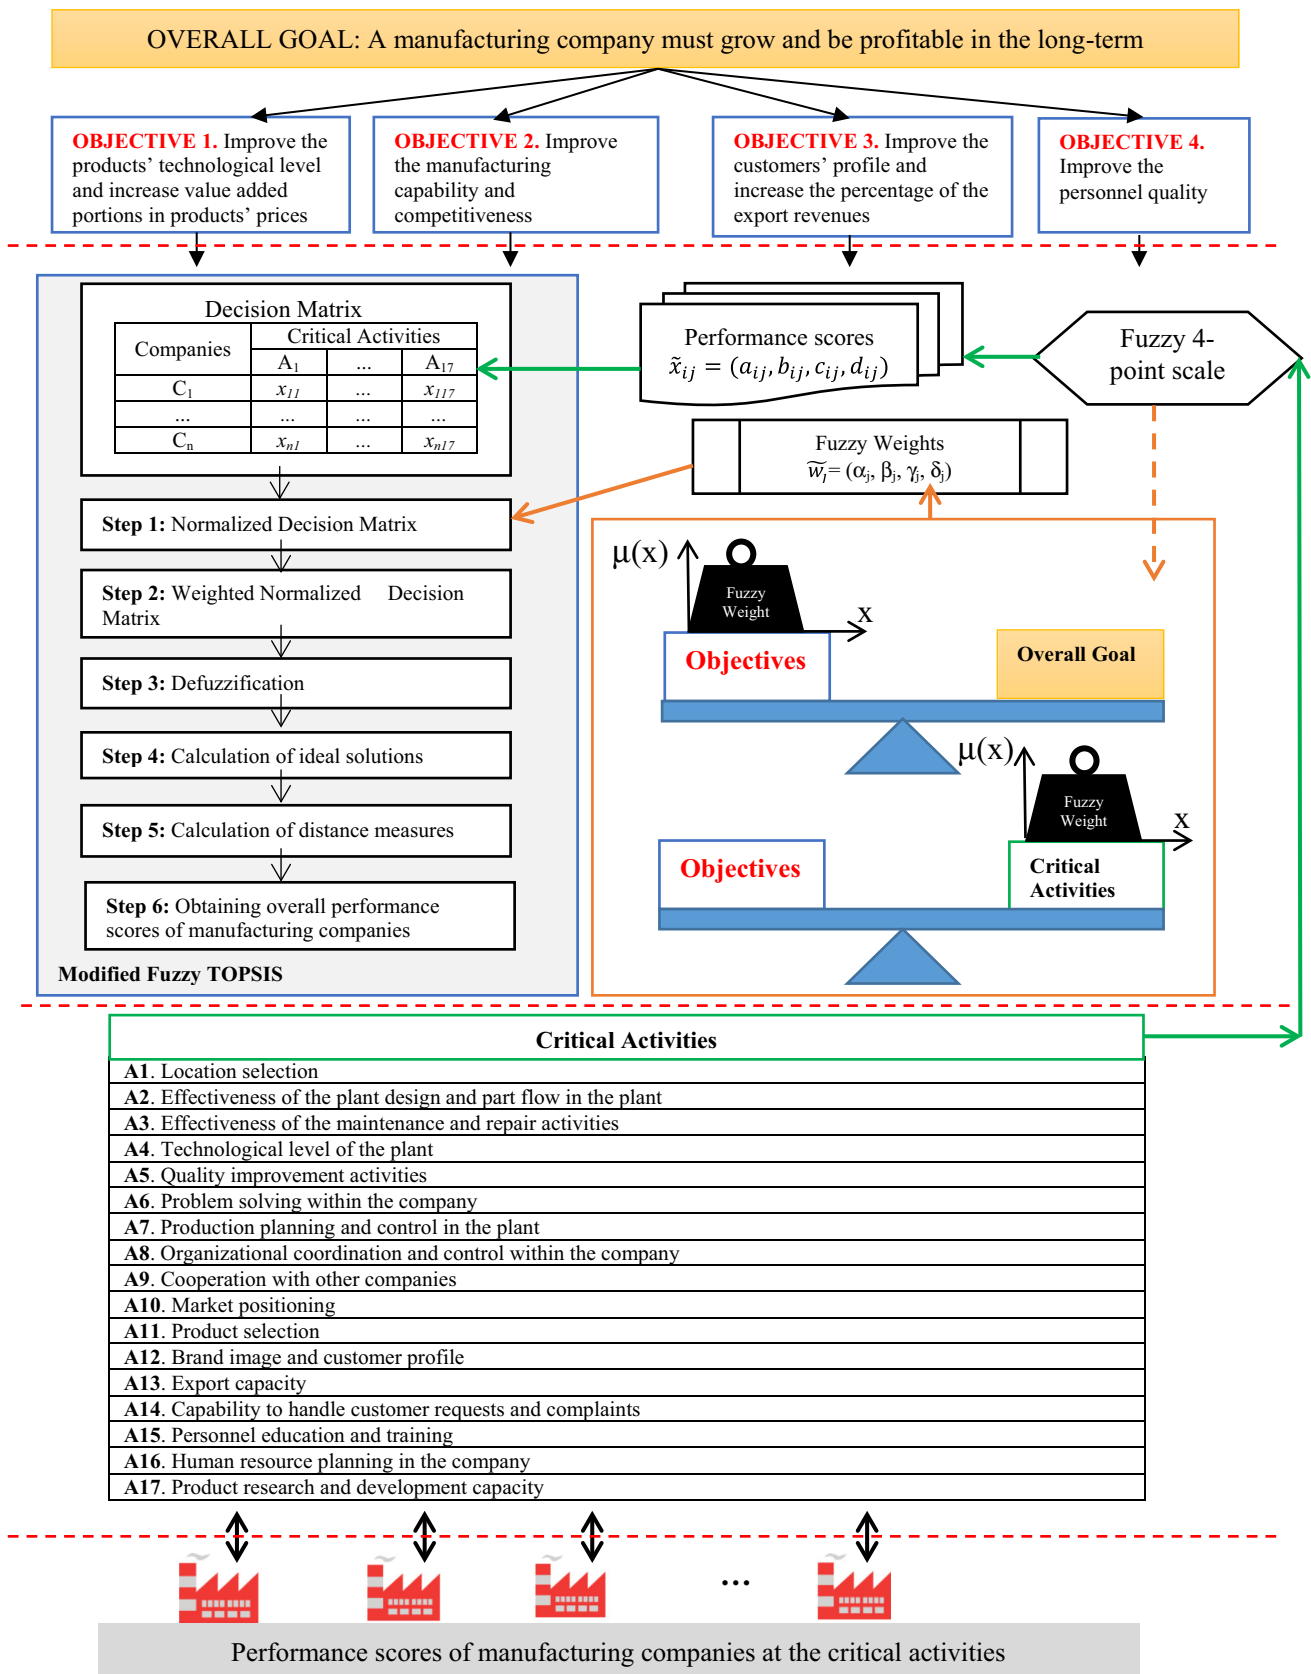 OVERALL GOAL: A manufacturing company must grow and be profitable in the long-term
OBJECTIVE 1. Improve the
products’ technological level
and increase value added
portions in products’ prices
OBJECTIVE 2. Improve
the manufacturing
capability and
competitiveness
OBJECTIVE 3. Improve the
customers’ profile and
increase the percentage of the
export revenues
OBJECTIVE 4.
Improve the
personnel quality
Decision Matrix
Companies
Critical Activities
A1 ... A17
C1 x11 ... x117
... ... ... ...
Cn xn1 ... xn17
Step 1: Normalized Decision Matrix
Step 2: Weighted Normalized Decision
Matrix
Step 3: Defuzzification
Step 4: Calculation of ideal solutions
Step 5: Calculation of distance measures
Step 6: Obtaining overall performance
scores of manufacturing companies
Modified Fuzzy TOPSIS
Performance scores
x̃ij = (aij, bij, cij, dij)
Fuzzy 4-
point scale
Fuzzy Weights
w̃j= (αj, βj, γj, δj)
μ(x)
Fuzzy
Weight
x
Objectives
Overall Goal
μ(x)
Fuzzy
Weight
x
Objectives
Critical
Activities
Critical Activities
A1. Location selection
A2. Effectiveness of the plant design and part flow in the plant
A3. Effectiveness of the maintenance and repair activities
A4. Technological level of the plant
A5. Quality improvement activities
A6. Problem solving within the company
A7. Production planning and control in the plant
A8. Organizational coordination and control within the company
A9. Cooperation with other companies
A10. Market positioning
A11. Product selection
A12. Brand image and customer profile
A13. Export capacity
A14. Capability to handle customer requests and complaints
A15. Personnel education and training
A16. Human resource planning in the company
A17. Product research and development capacity
...
Performance scores of manufacturing companies at the critical activities